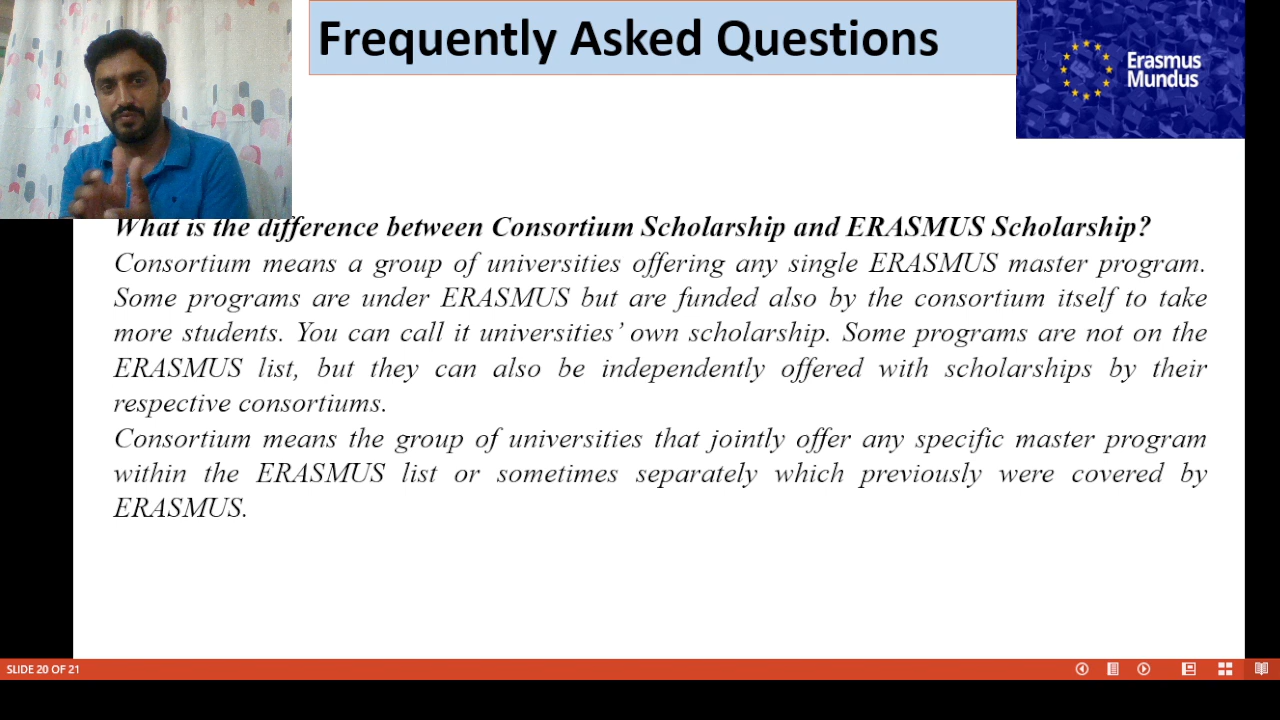 Frequently Asked Questions
Erasmus
Mundus
What is the difference between Consortium Scholarship and ERASMUS Scholarship?
Consortium means a group of universities offering any single ERASMUS master program.
Some programs are under ERASMUS but are funded also by the consortium itself to take
more students. You can call it universities’ own scholarship. Some programs are not on the
ERASMUS list, but they can also be independently offered with scholarships by their
respective consortiums.
Consortium means the group of universities that jointly offer any specific master program
within the ERASMUS list or sometimes separately which previously were covered by
ERASMUS.
SLIDE 20 OF 21